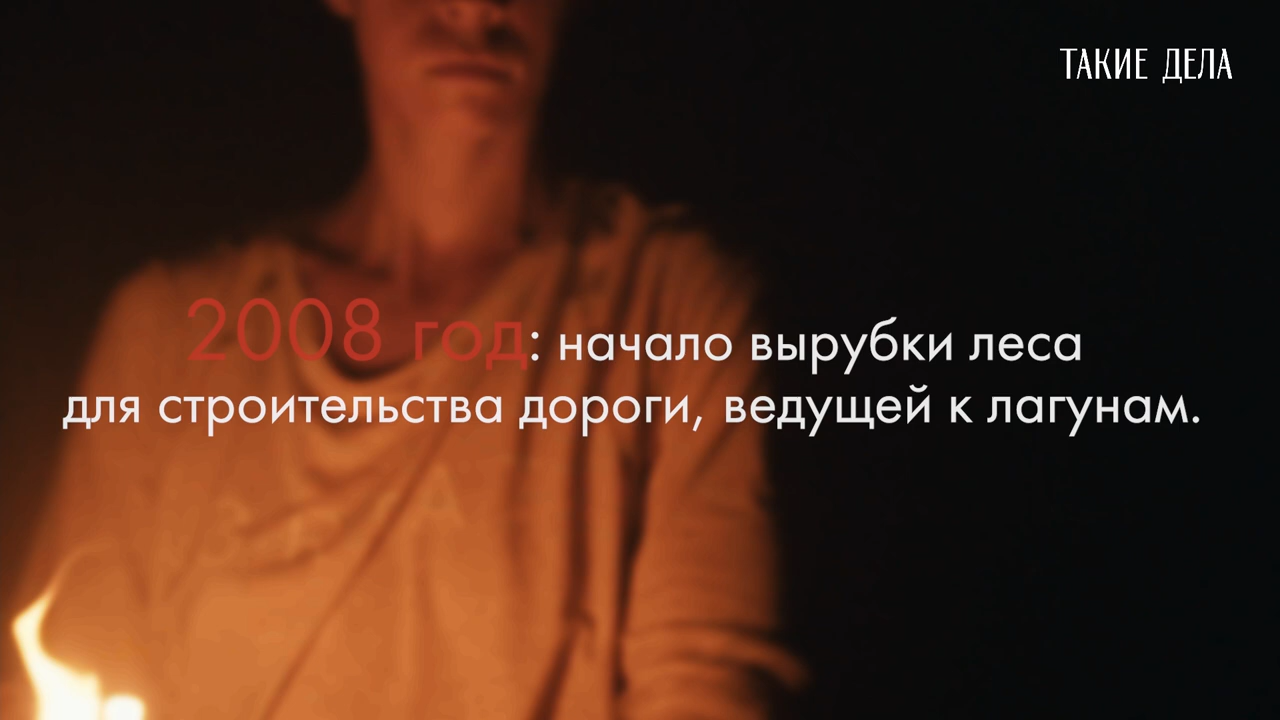 ТАКИЕ ДЕЛА
2008 год: начало вырубки леса
для строительства дороги, ведущей к лагунам.